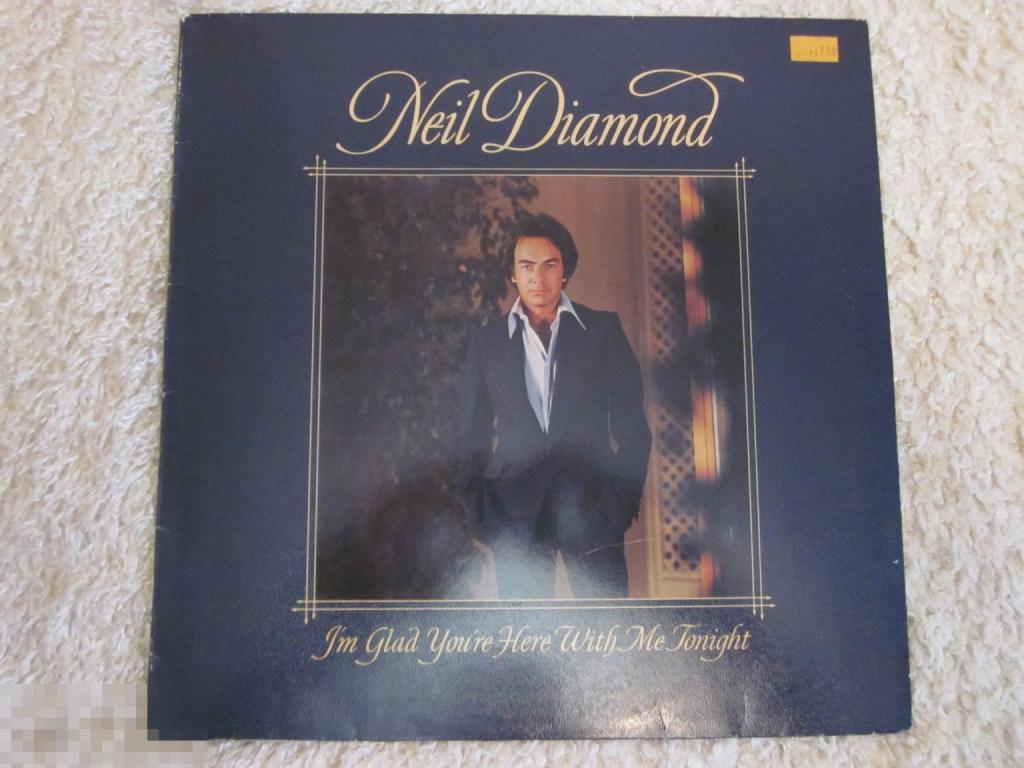 Neil Diamond
I'm Glad You're Here With Me Tonight